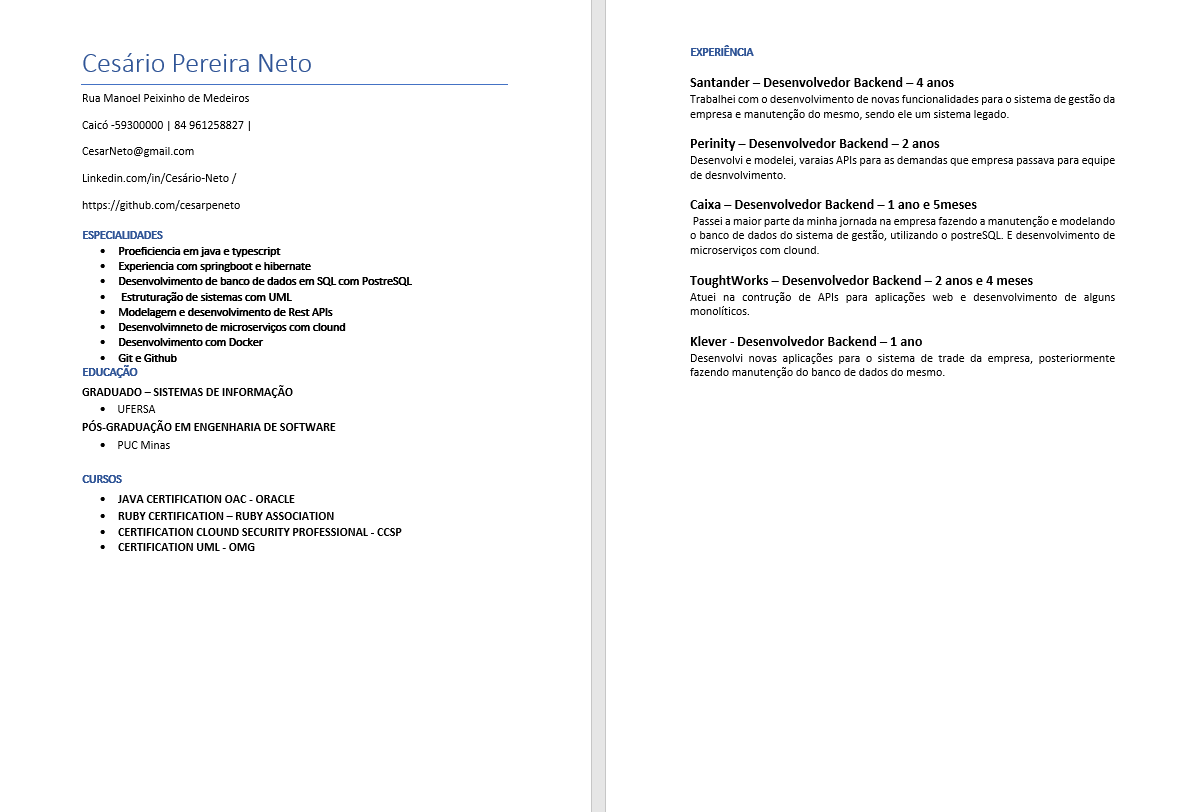 Cesário Pereira Neto
Rua Manoel Peixinho de Medeiros
Caicó -59300000 | 84 961258827 |
CesarNeto@gmail.com
Linkedin.com/in/Cesário-Neto /
https://github.com/cesarpeneto
ESPECIALIDADES
• Proeficiencia em java e typescript
• Experiencia com springboot e hibernate
• Desenvolvimento de banco de dados em SQL com PostreSQL
• Estruturação de sistemas com UML
• Modelagem e desenvolvimento de Rest APIs
• Desenvolvimneto de microserviços com clound
• Desenvolvimento com Docker
• Git e Github
EDUCAÇÃO
GRADUADO – SISTEMAS DE INFORMAÇÃO
• UFERSA
PÓS-GRADUAÇÃO EM ENGENHARIA DE SOFTWARE
• PUC Minas
CURSOS
• JAVA CERTIFICATION OAC - ORACLE
• RUBY CERTIFICATION – RUBY ASSOCIATION
• CERTIFICATION CLOUND SECURITY PROFESSIONAL - CCSP
• CERTIFICATION UML - OMG
EXPERIÊNCIA
Santander – Desenvolvedor Backend – 4 anos
Trabalhei com o desenvolvimento de novas funcionalidades para o sistema de gestão da
empresa e manutenção do mesmo, sendo ele um sistema legado.
Perinity – Desenvolvedor Backend – 2 anos
Desenvolvi e modelei, varaias APIs para as demandas que empresa passava para equipe
de desnvolvimento.
Caixa – Desenvolvedor Backend – 1 ano e 5meses
Passei a maior parte da minha jornada na empresa fazendo a manutenção e modelando
o banco de dados do sistema de gestão, utilizando o postreSQL. E desenvolvimento de
microserviços com clound.
ToughtWorks – Desenvolvedor Backend – 2 anos e 4 meses
Atuei na contrução de APIs para aplicações web e desenvolvimento de alguns
monolíticos.
Klever - Desenvolvedor Backend – 1 ano
Desenvolvi novas aplicações para o sistema de trade da empresa, posteriormente
fazendo manutenção do banco de dados do mesmo.